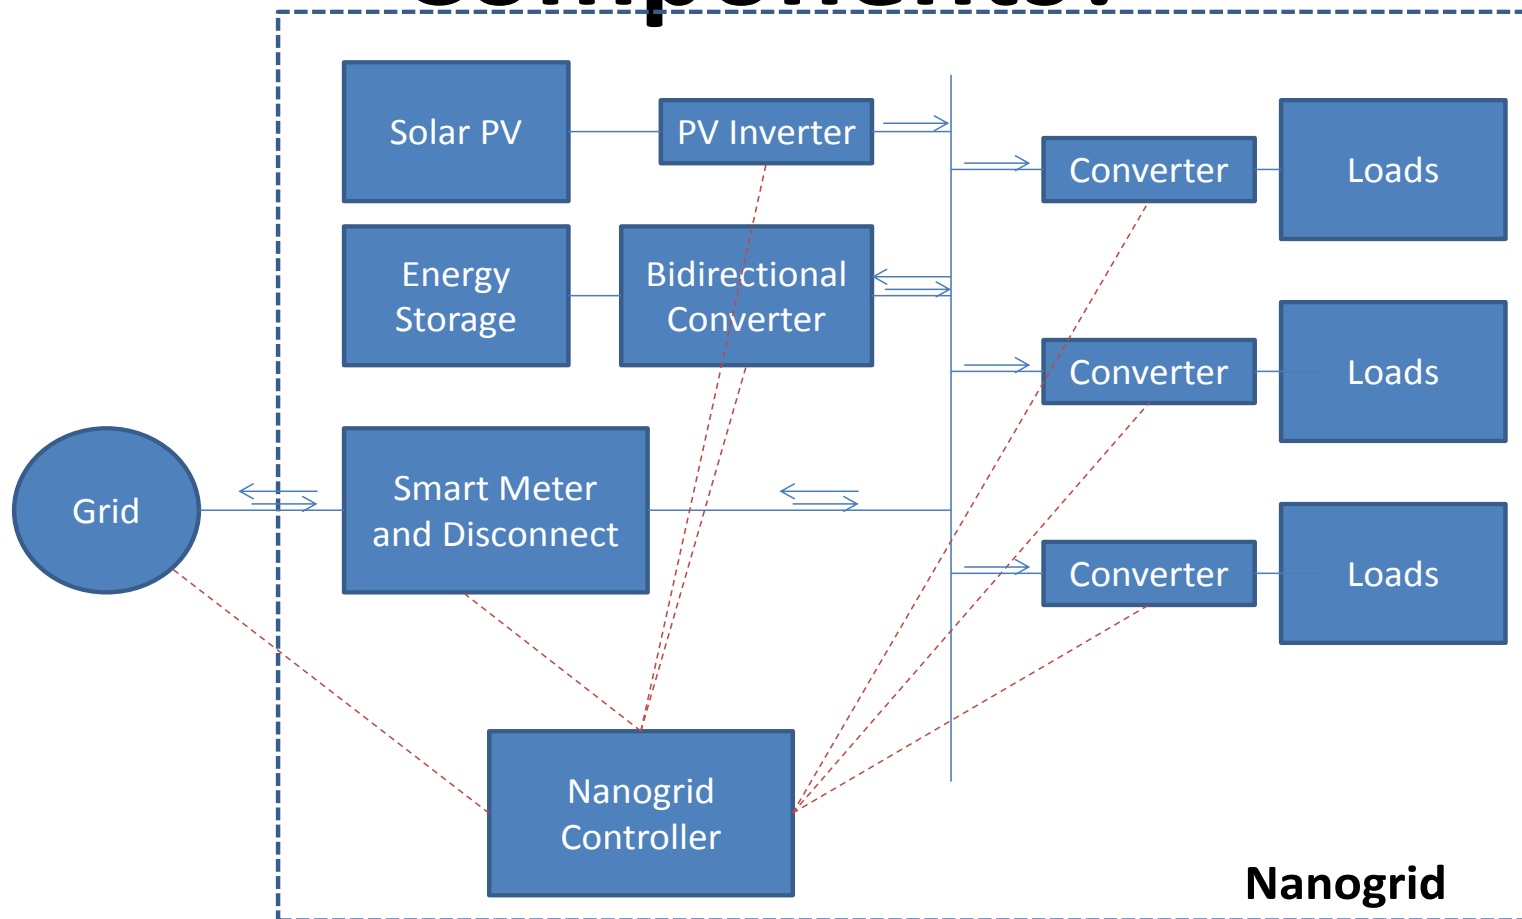 Components:
Solar PV
PV Inverter
Converter
Loads
Energy
Storage
Bidirectional
Converter
Converter
Loads
Grid
Smart Meter
and Disconnect
Converter
Loads
Nanogrid
Controller
Nanogrid